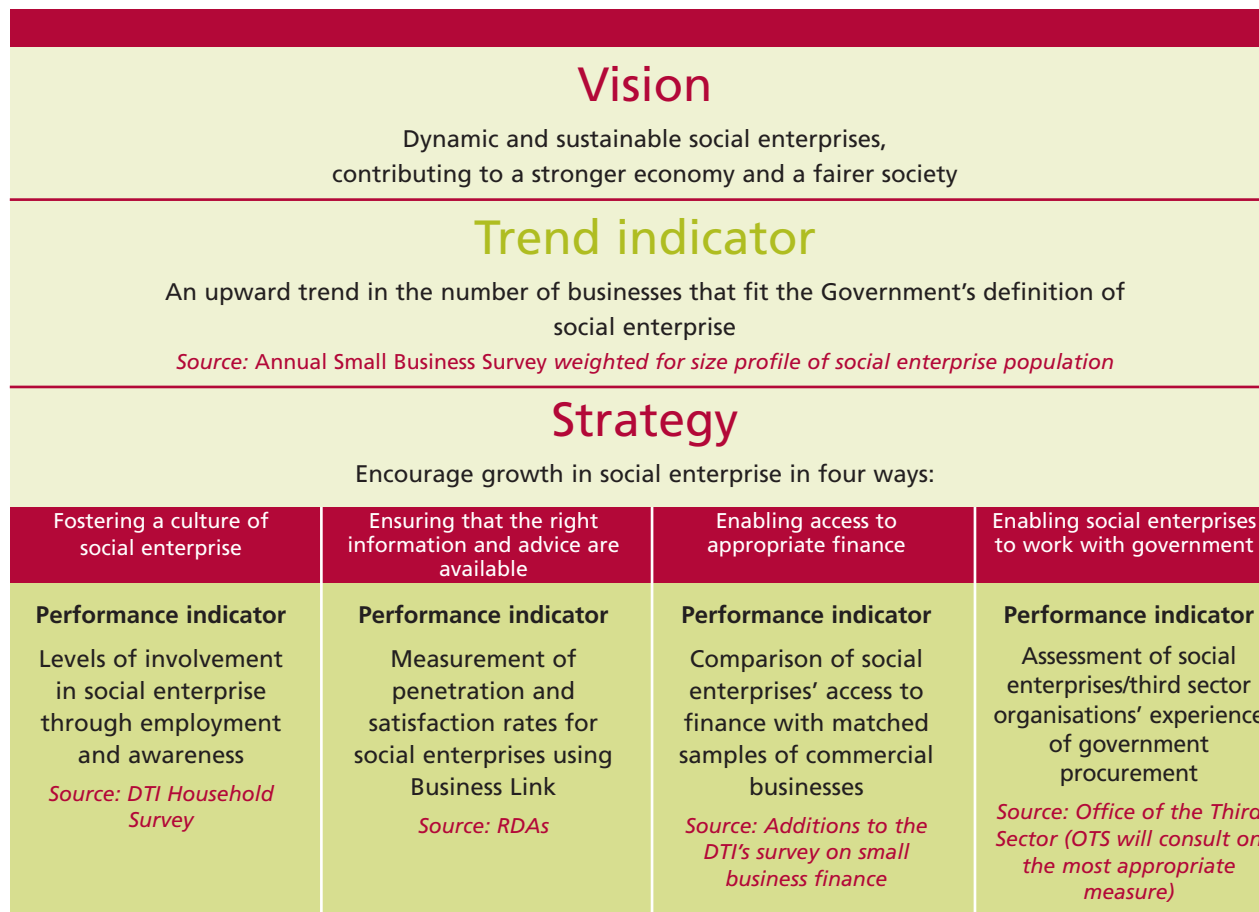 Vision
Dynamic and sustainable social enterprises,
contributing to a stronger economy and a fairer society
Trend indicator
An upward trend in the number of businesses that fit the Government’s definition of
social enterprise
Source: Annual Small Business Survey weighted for size profile of social enterprise population
Strategy
Encourage growth in social enterprise in four ways:
Fostering a culture of
social enterprise
Performance indicator
Levels of involvement
in social enterprise
through employment
and awareness
Source: DTI Household
Survey
Ensuring that the right
information and advice are
available
Performance indicator
Measurement of
penetration and
satisfaction rates for
social enterprises using
Business Link
Source: RDAs
Enabling access to
appropriate finance
Performance indicator
Comparison of social
enterprises’ access to
finance with matched
samples of commercial
businesses
Source: Additions to the
DTI’s survey on small
business finance
Enabling social enterprises
to work with government
Performance indicator
Assessment of social
enterprises/third sector
organisations’ experience
of government
procurement
Source: Office of the Third
Sector (OTS will consult on
the most appropriate
measure)